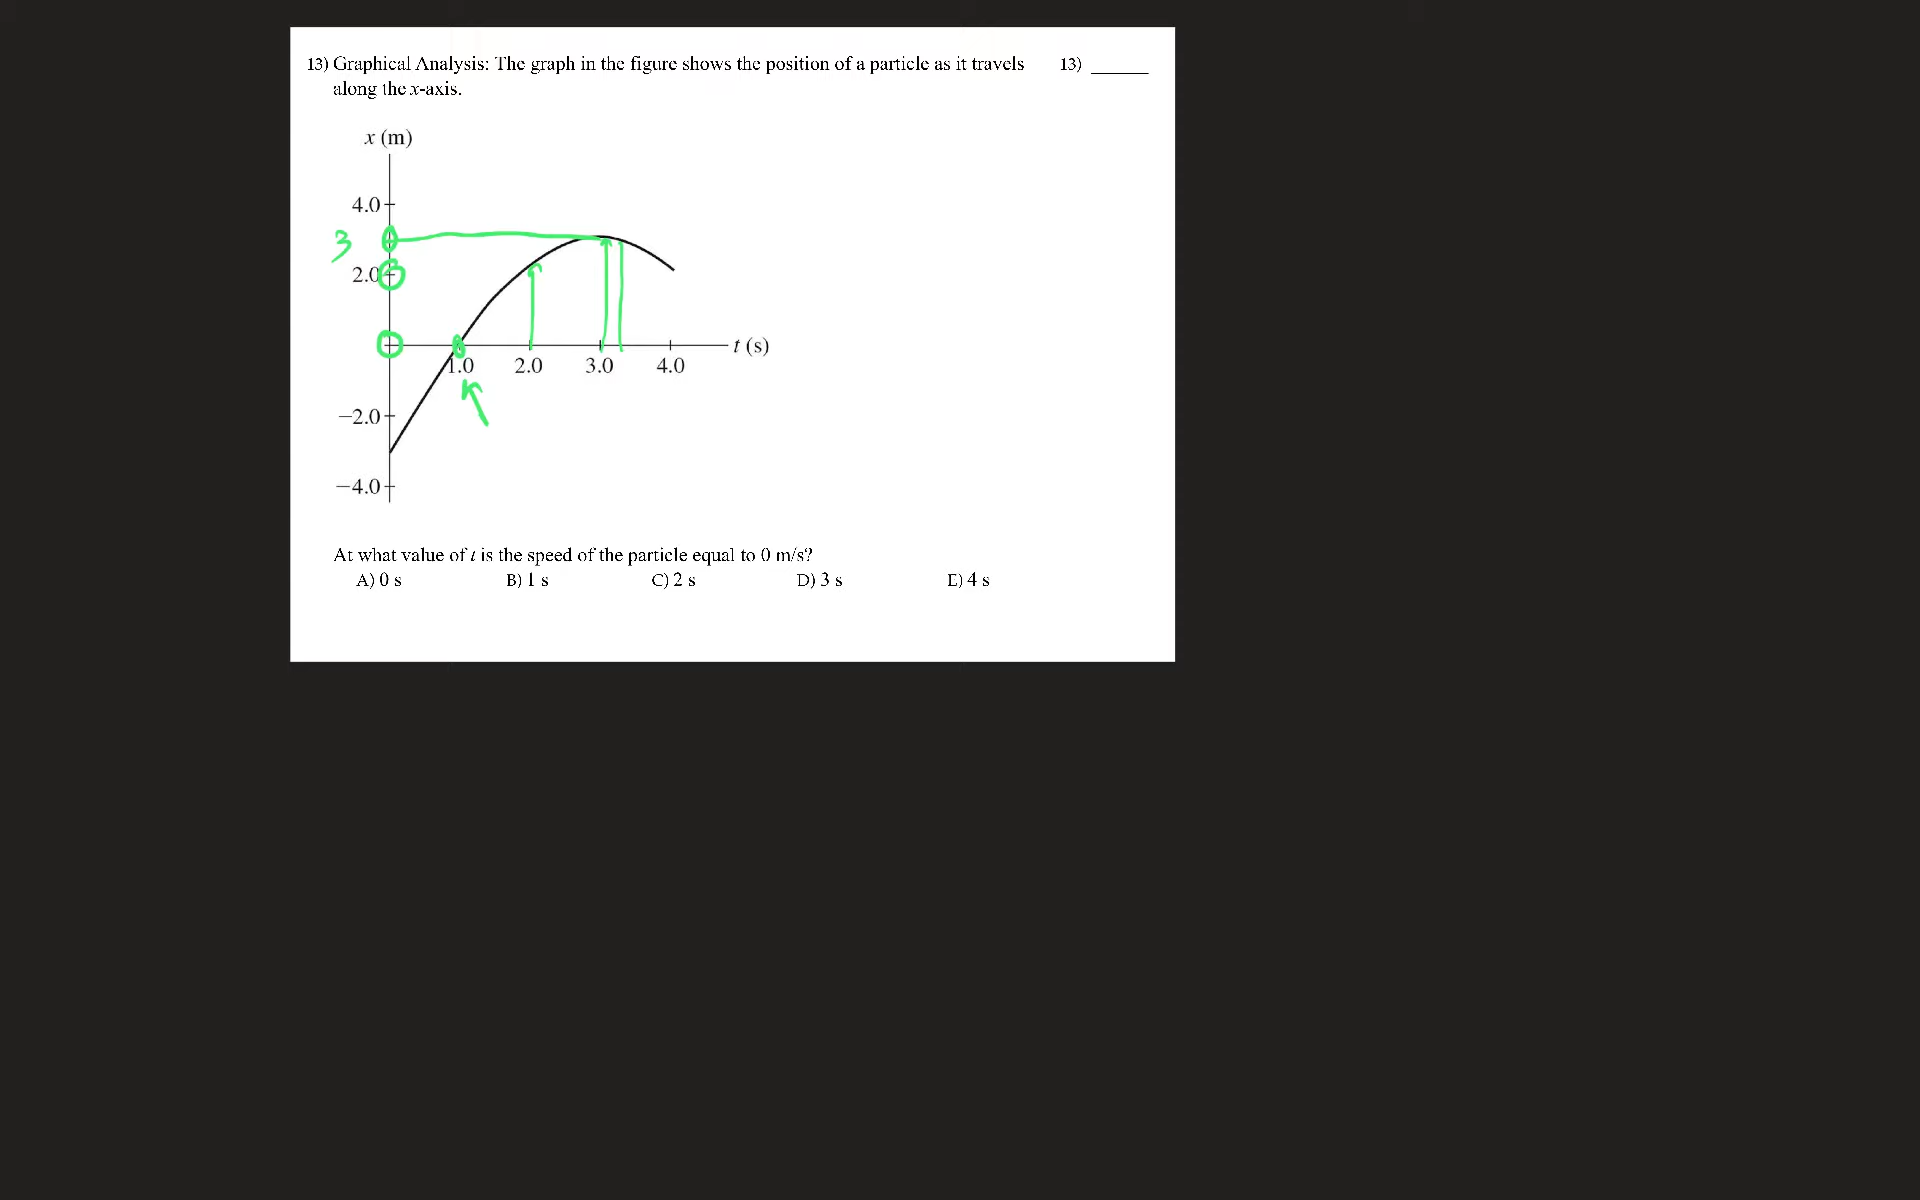 13) Graphical Analysis: The graph in the figure shows the position of a particle as it travels 13) ______
along the x-axis.
x (m)
4.0
3
2.0
t (s)
1.0 2.0 3.0 4.0
−2.0
−4.0
At what value of t is the speed of the particle equal to 0 m/s?
A) 0 s B) 1 s C) 2 s D) 3 s E) 4 s